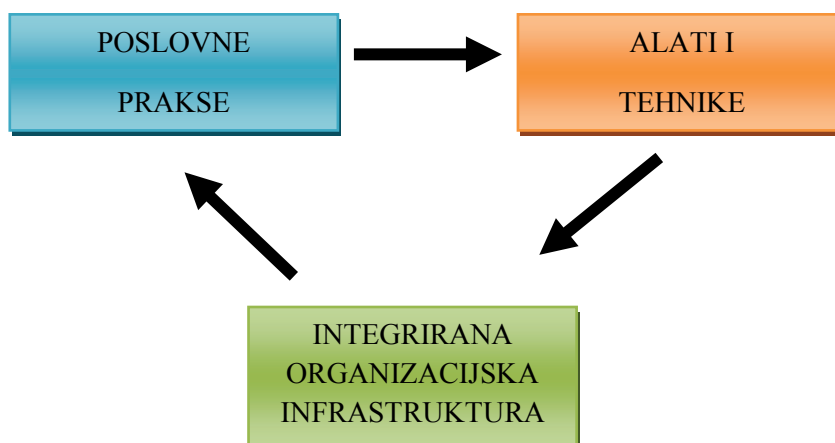 POSLOVNE
PRAKSE
ALATI I
TEHNIKE
INTEGRIRANA
ORGANIZACIJSKA
INFRASTRUKTURA